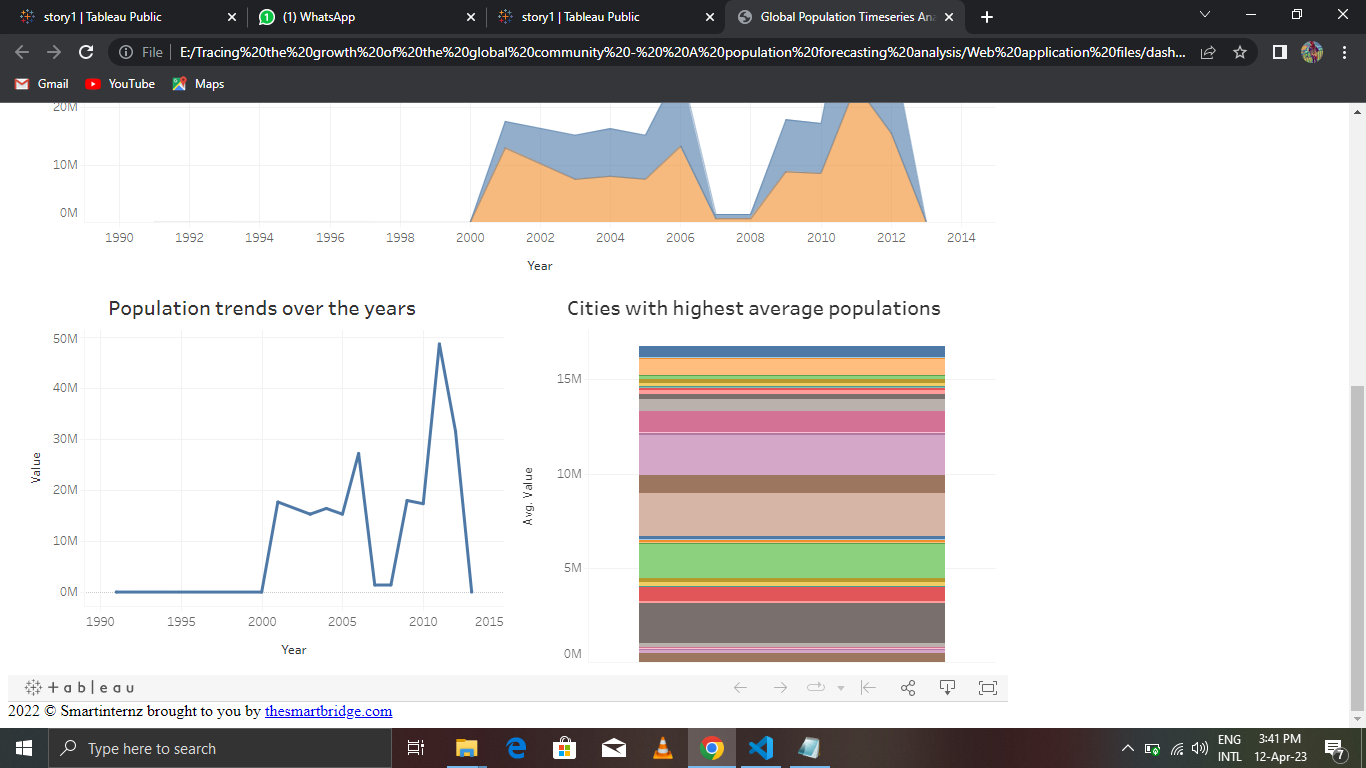 story1 | Tableau Public
(1) WhatsApp
story1 | Tableau Public
Global Population Timeseries Ana
File
E:/Tracing%20the%20growth%20of%20the%20global%20community%20-%20%20A%20population%20forecasting%20analysis/Web%20application%20files/dash...
Gmail
YouTube
Maps
20M
10M
0M
1990 1992 1994 1996 1998 2000 2002 2004 2006 2008 2010 2012 2014
Year
Population trends over the years
50M
40M
30M
20M
10M
0M
Value
1990 1995 2000 2005 2010 2015
Year
Cities with highest average populations
15M
10M
5M
0M
Avg. Value
+ a b | e a u
2022 © Smartinternz brought to you by thesmartbridge.com
Type here to search
ENG
INTL
3:41 PM
12-Apr-23
7